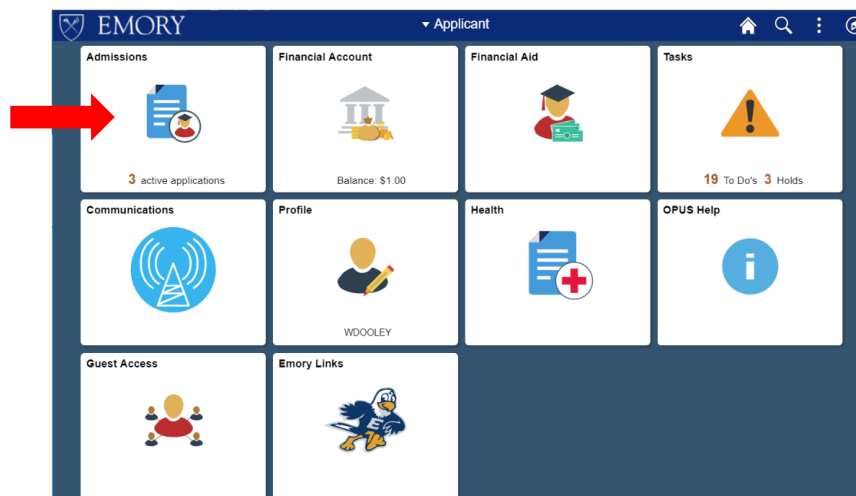 EMORY
Applicant
Admissions
3 active applications
Financial Account
Balance: $1.00
Financial Aid
Tasks
19 To Do's 3 Holds
Communications
Profile
WDOOLEY
Health
OPUS Help
i
Guest Access
Emory Links
E